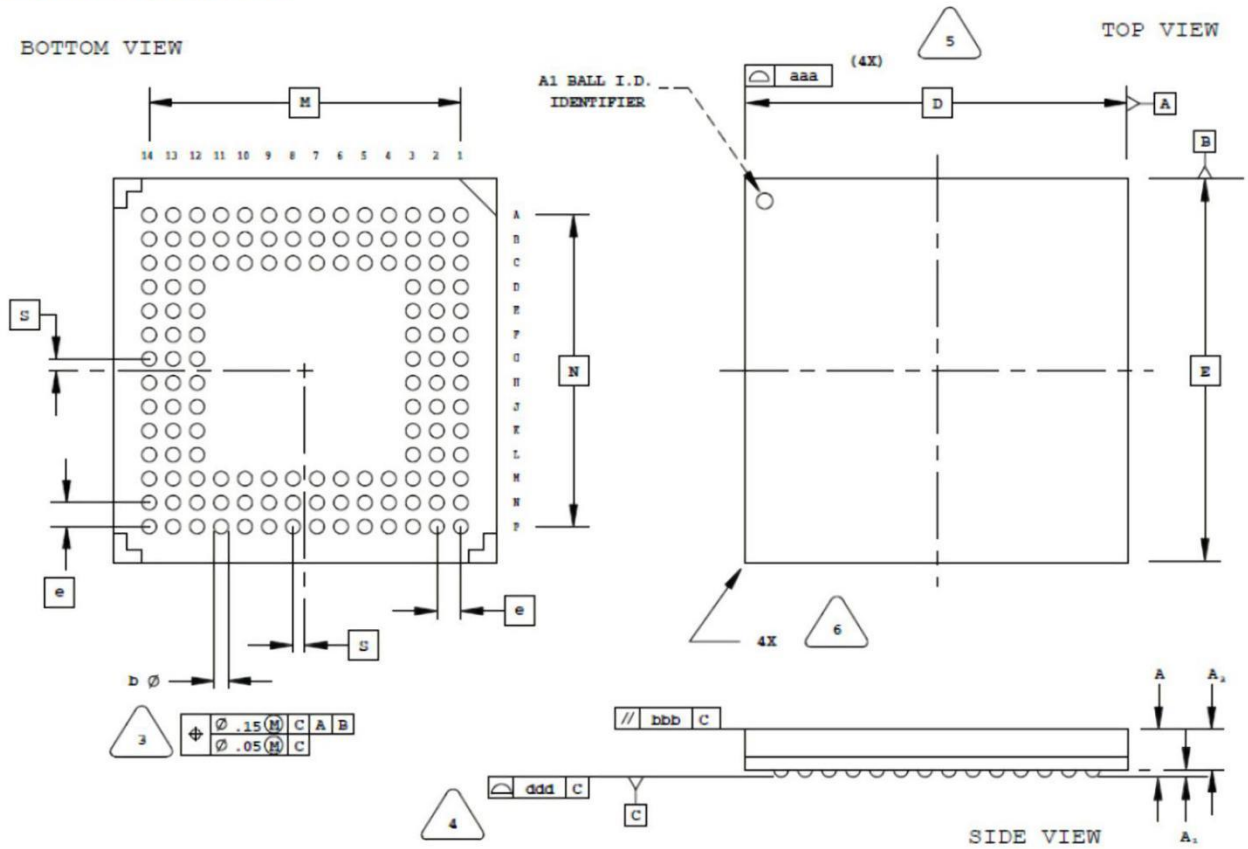 BOTTOM VIEW
TOP VIEW
5
(4X)
⌓ aaa
A1 BALL I.D.
IDENTIFIER
M
D
A
B
14 13 12 11 10 9 8 7 6 5 4 3 2 1
A
B
C
D
E
F
G
H
J
K
L
M
N
P
S
N
E
e
e
S
4X
6
b Ø
3
⌖ Ø .15 Ⓜ C A B
Ø .05 Ⓜ C
// bbb C
A
A₂
⌓ ddd C
C
4
SIDE VIEW
A₁